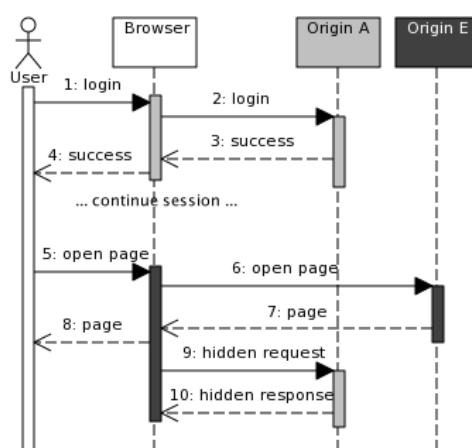 Browser
Origin A
Origin E
User
1: login
2: login
3: success
4: success
... continue session ...
5: open page
6: open page
7: page
8: page
9: hidden request
10: hidden response